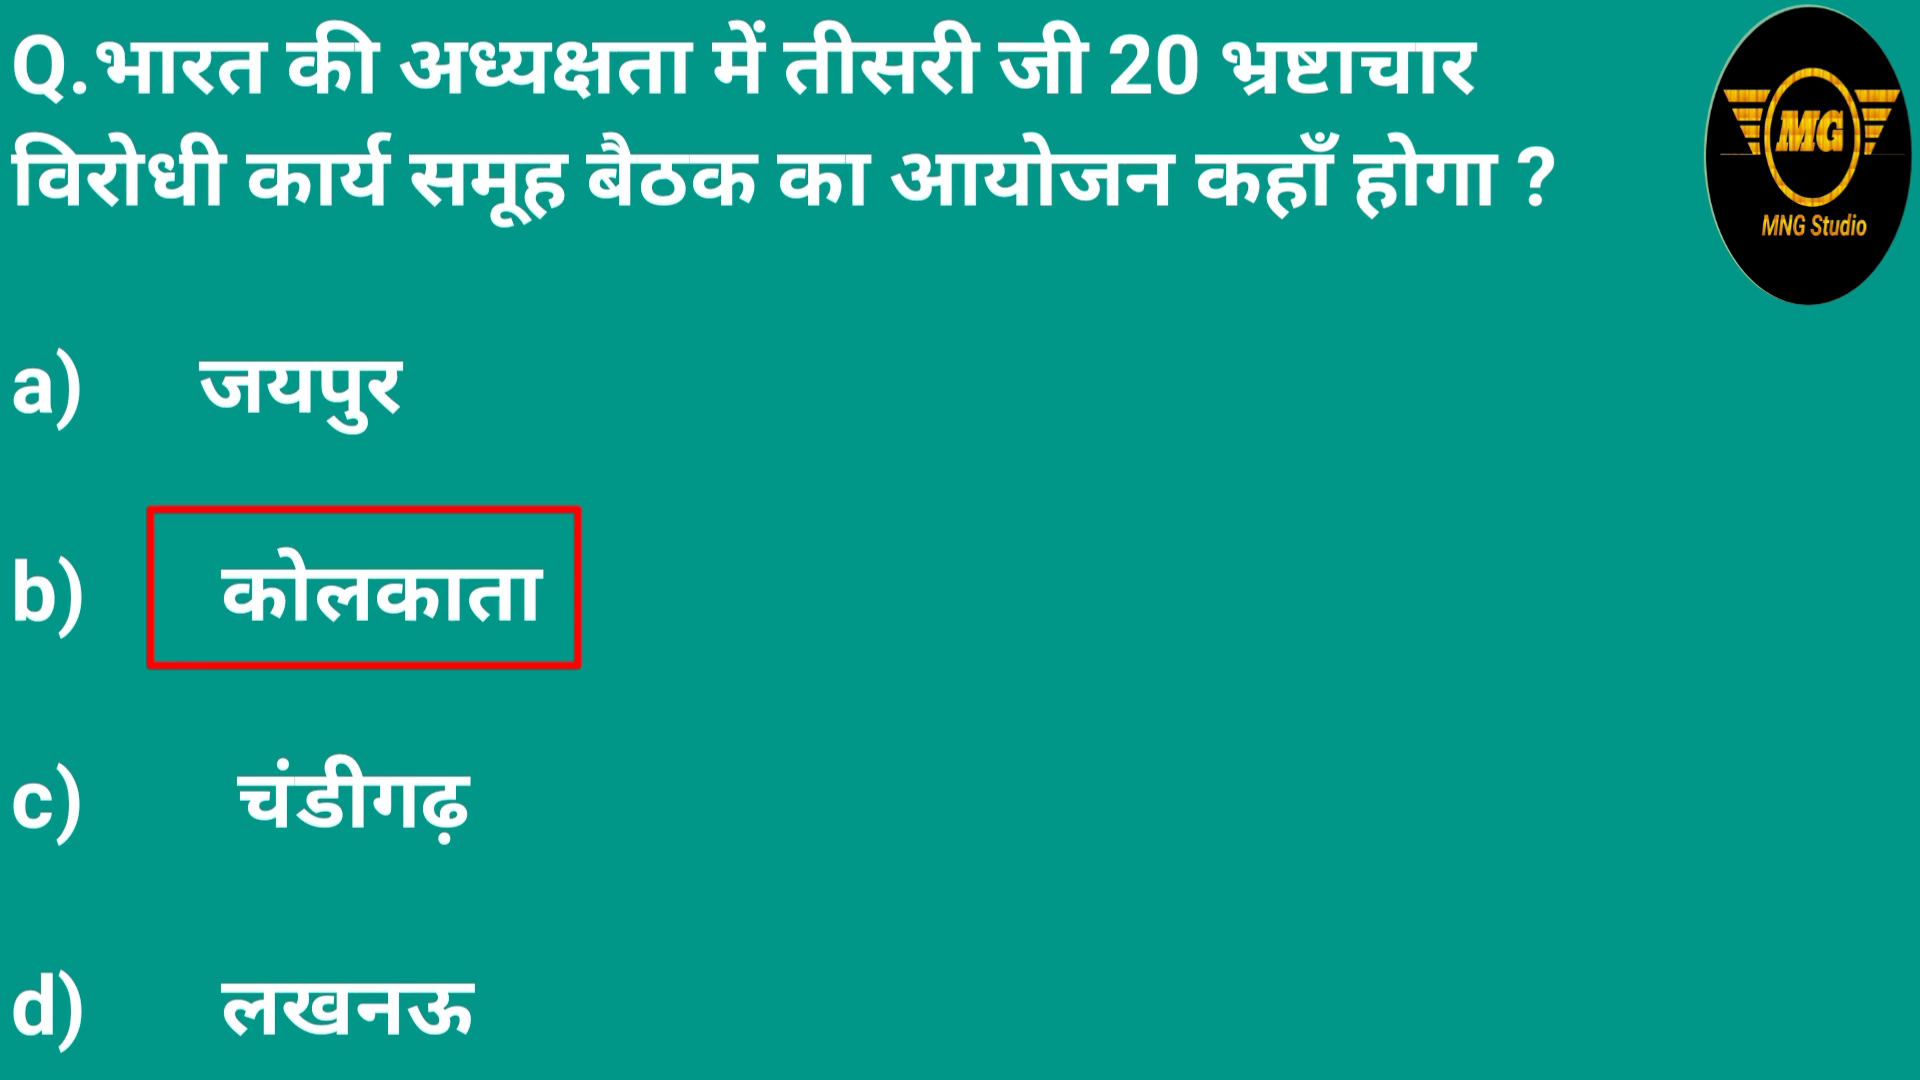 Q.भारत की अध्यक्षता में तीसरी जी 20 भ्रष्टाचार
विरोधी कार्य समूह बैठक का आयोजन कहाँ होगा ?
MG
MNG Studio
a) जयपुर
b) कोलकाता
c) चंडीगढ़
d) लखनऊ